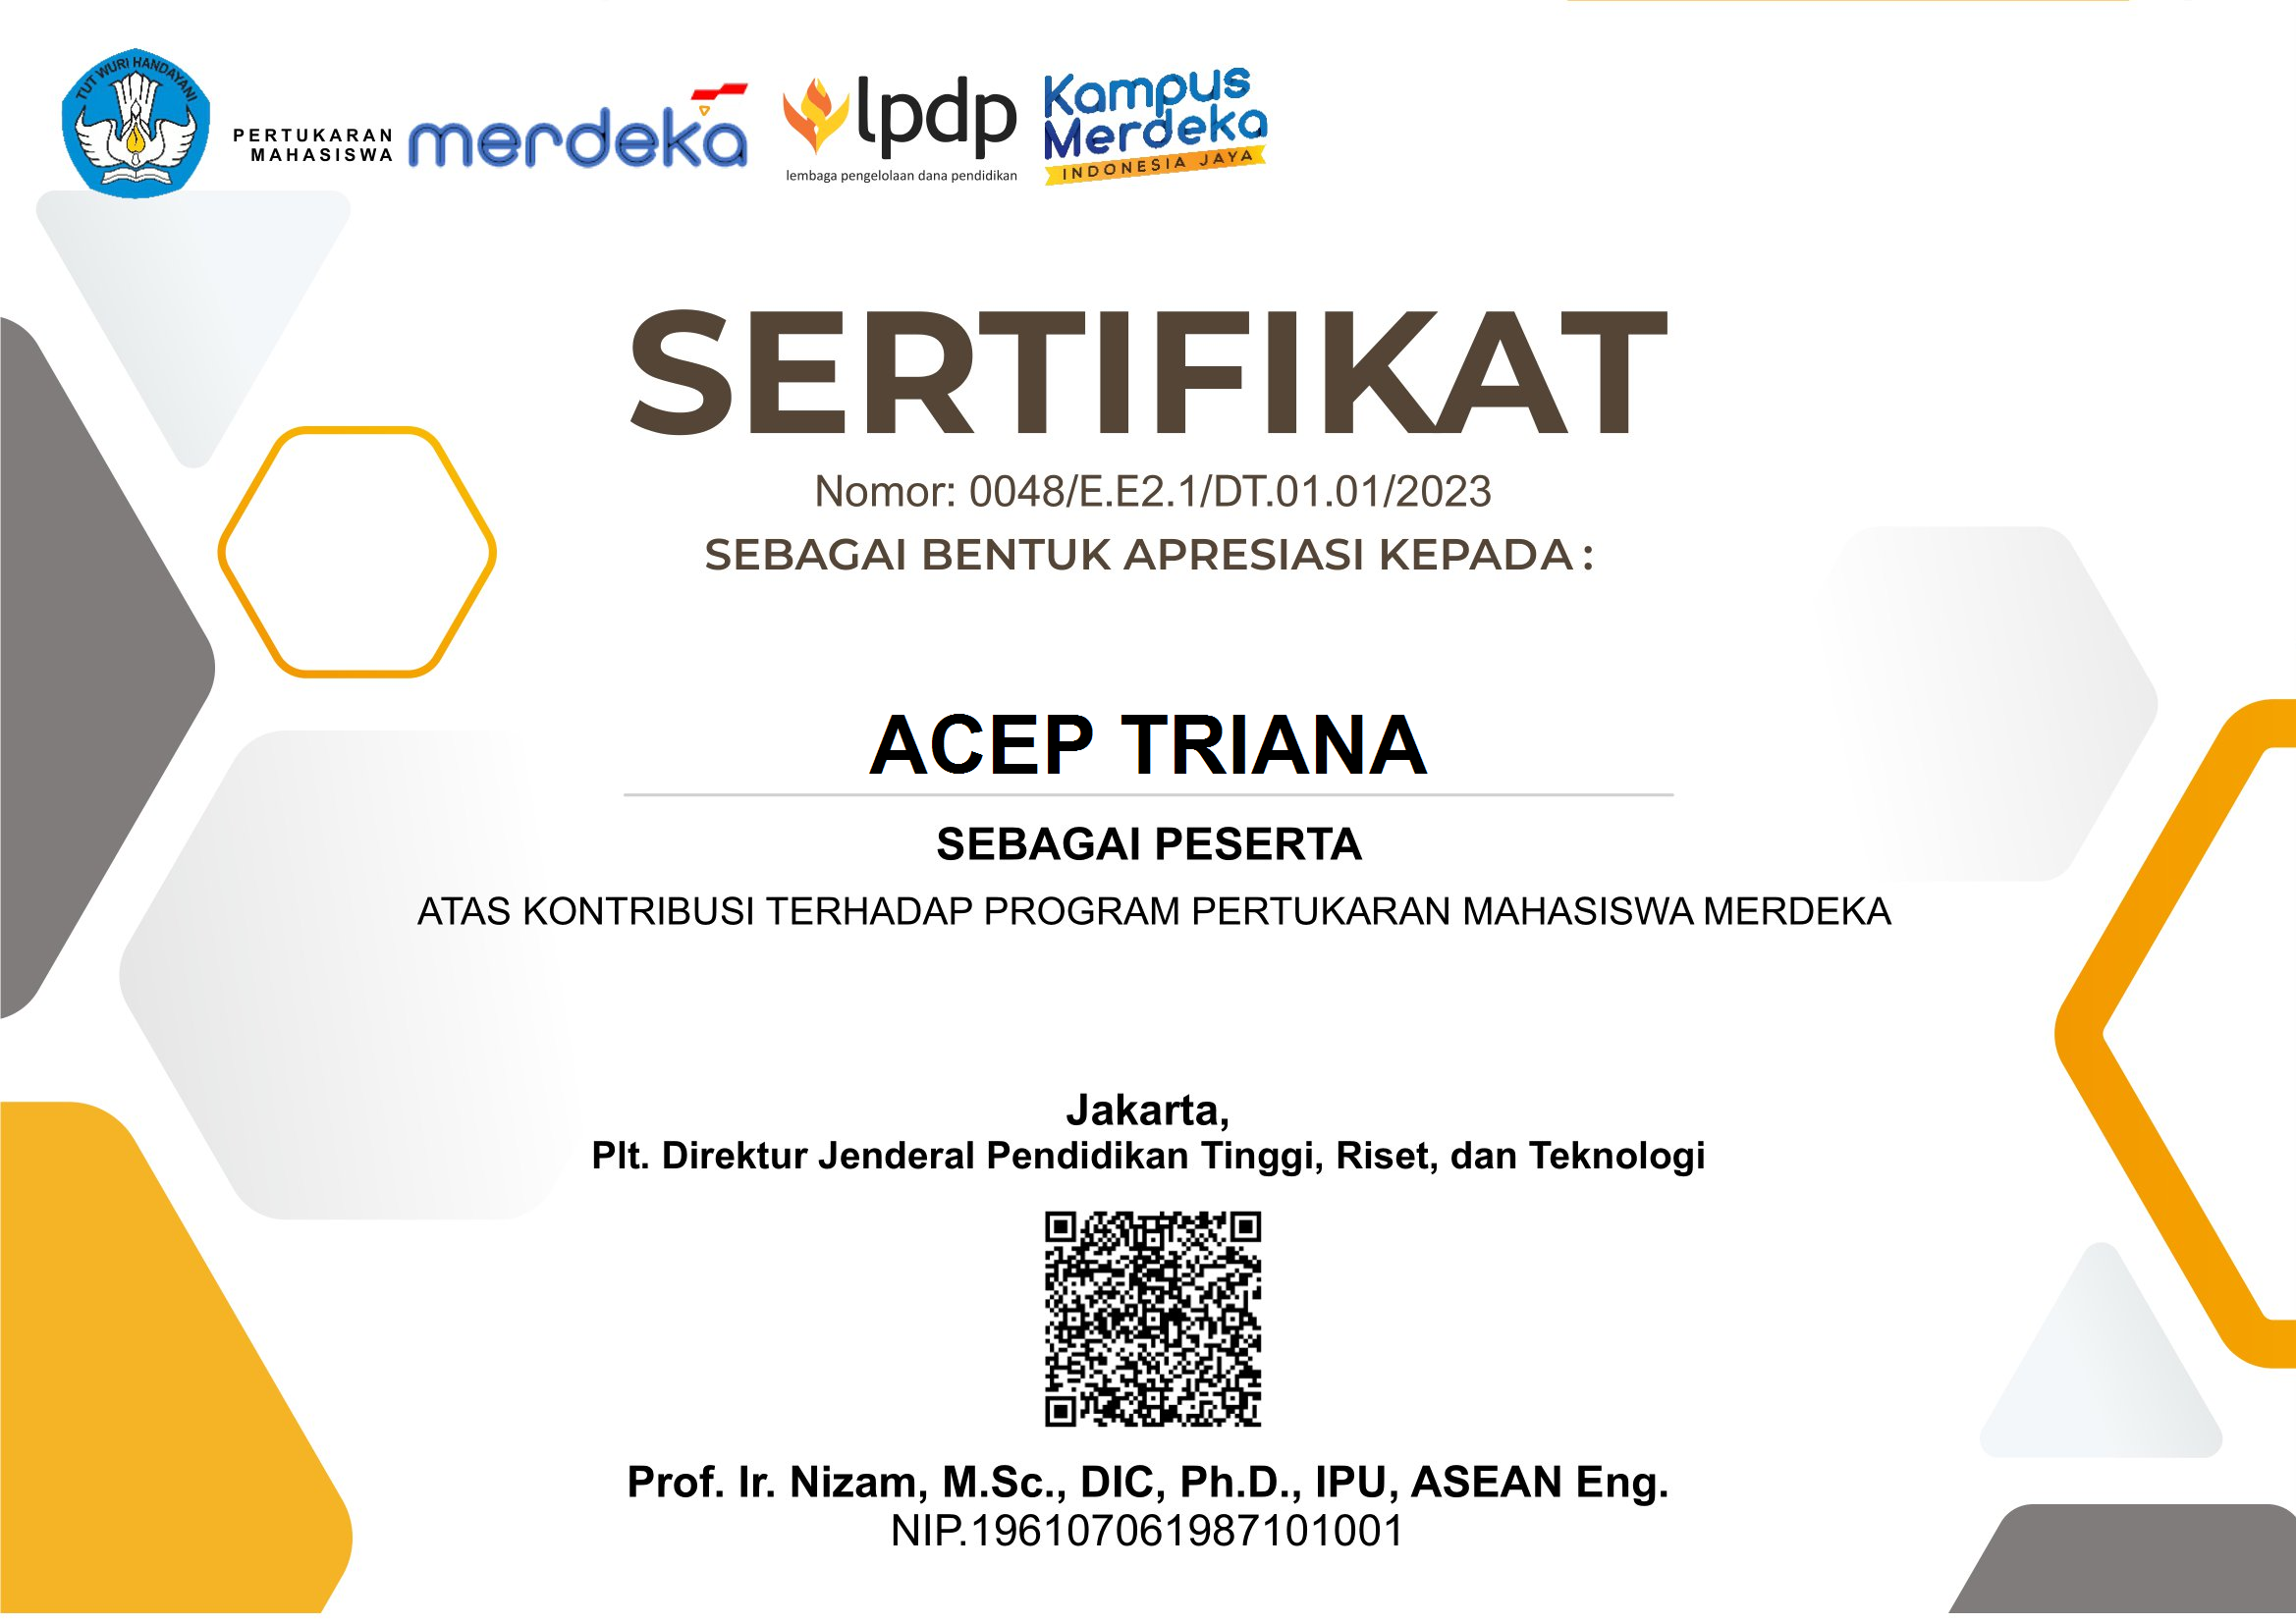 TUT WURI HANDAYANI
PERTUKARAN
MAHASISWA
merdeka
lpdp
lembaga pengelolaan dana pendidikan
Kampus
Merdeka
INDONESIA JAYA
SERTIFIKAT
Nomor: 0048/E.E2.1/DT.01.01/2023
SEBAGAI BENTUK APRESIASI KEPADA :
ACEP TRIANA
SEBAGAI PESERTA
ATAS KONTRIBUSI TERHADAP PROGRAM PERTUKARAN MAHASISWA MERDEKA
Jakarta,
Plt. Direktur Jenderal Pendidikan Tinggi, Riset, dan Teknologi
Prof. Ir. Nizam, M.Sc., DIC, Ph.D., IPU, ASEAN Eng.
NIP.196107061987101001